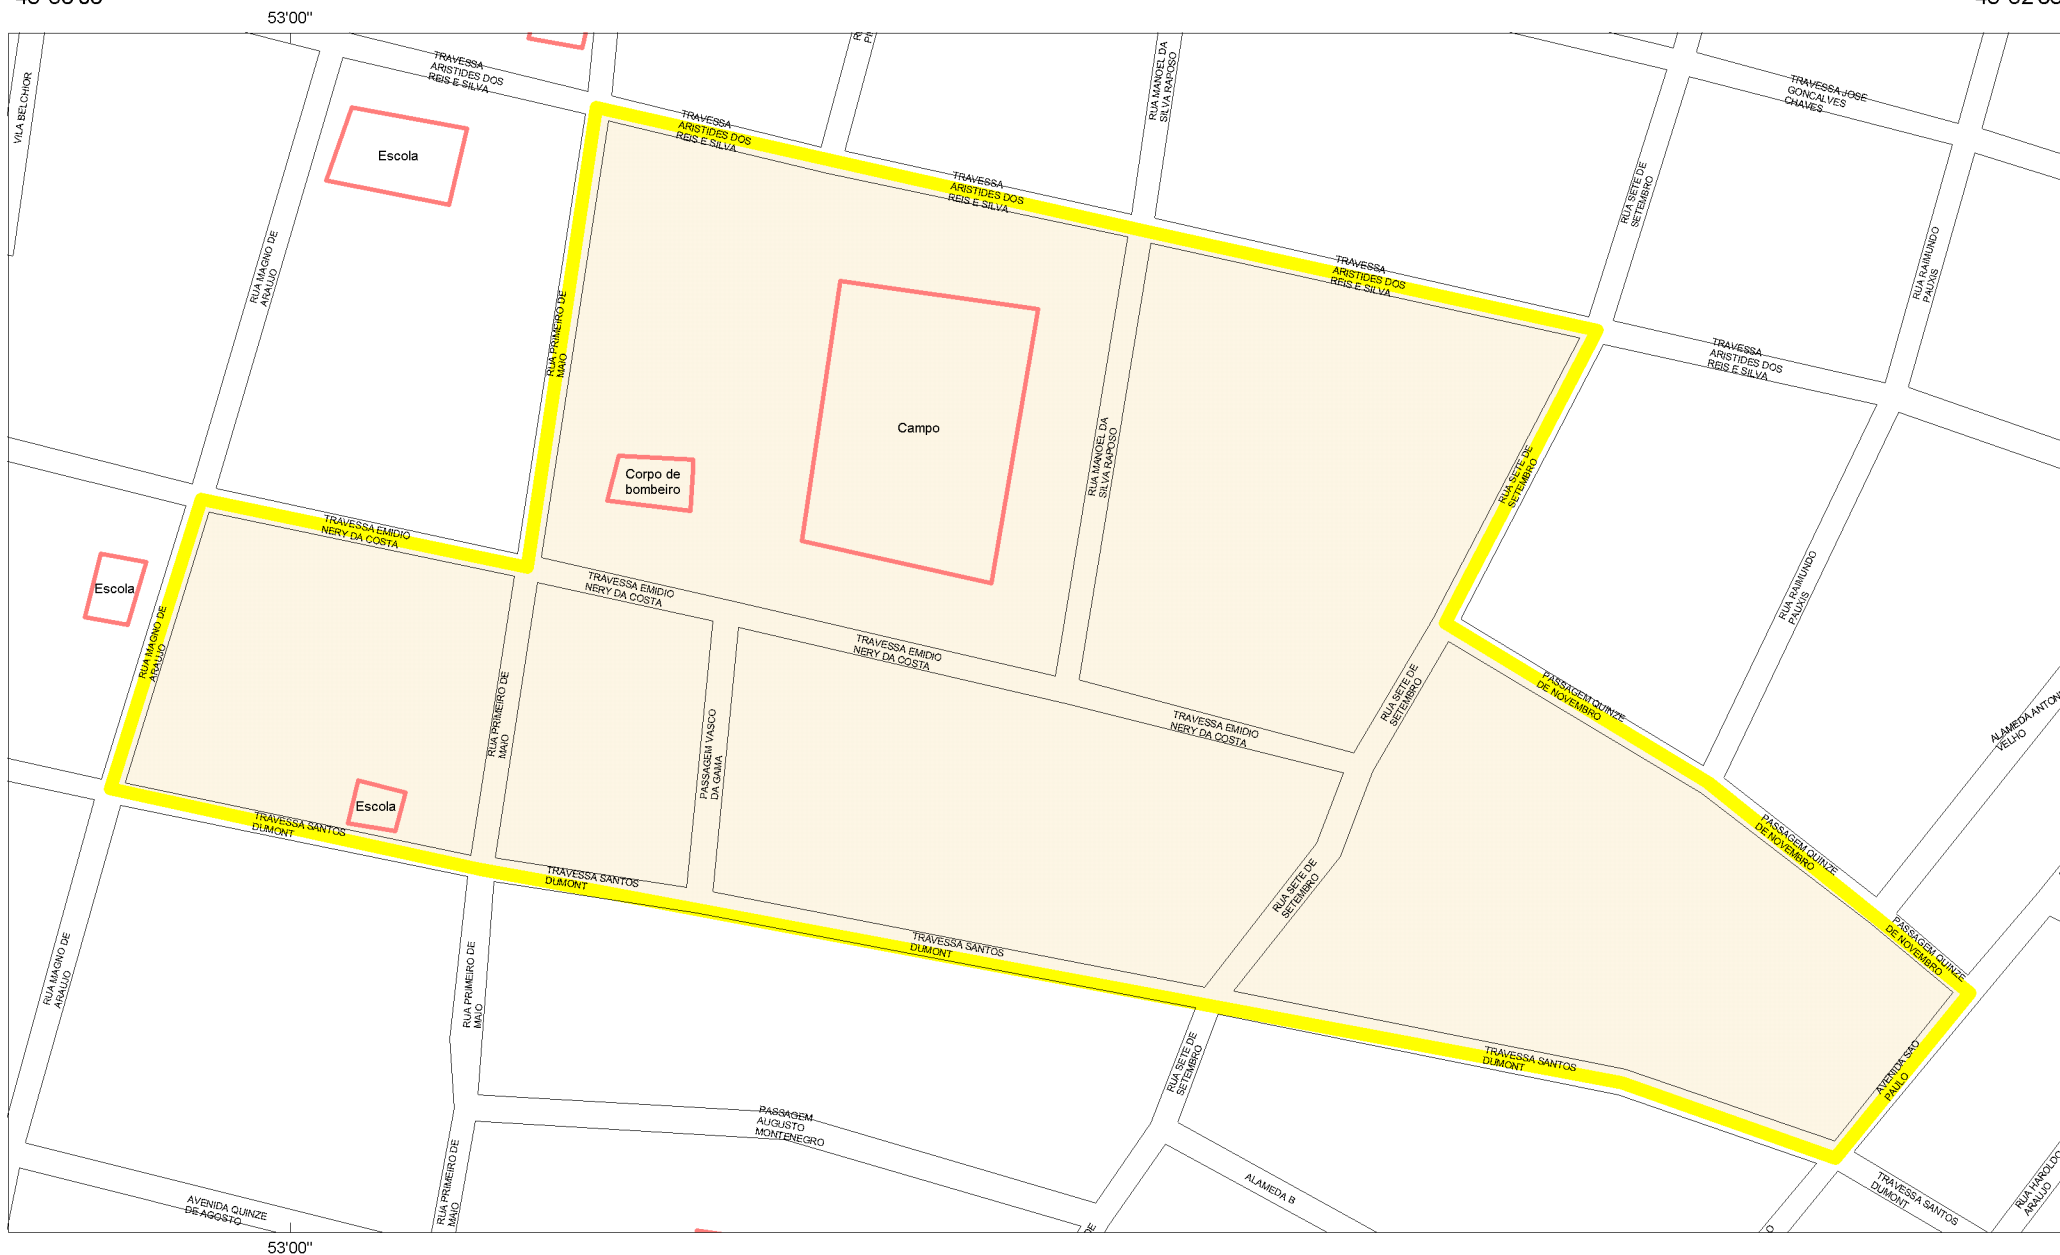 53'00"
TRAVESSA
ARISTIDES DOS
REIS E SILVA
VILA BELCHIOR
RUA MANOEL DA
SILVA RAPOSO
TRAVESSA JOSE
GONCALVES
CHAVES
TRAVESSA
ARISTIDES DOS
REIS E SILVA
Escola
TRAVESSA
ARISTIDES DOS
REIS E SILVA
RUA SETE DE
SETEMBRO
RUA MAGNO DE
ARAUJO
RUA RAIMUNDO
PAUXIS
TRAVESSA
ARISTIDES DOS
REIS E SILVA
RUA PRIMEIRO DE
MAIO
TRAVESSA
ARISTIDES DOS
REIS E SILVA
Campo
RUA MANOEL DA
SILVA RAPOSO
RUA SETE DE
SETEMBRO
Corpo de
bombeiro
TRAVESSA EMIDIO
NERY DA COSTA
Escola
TRAVESSA EMIDIO
NERY DA COSTA
RUA RAIMUNDO
PAUXIS
RUA MAGNO DE
ARAUJO
TRAVESSA EMIDIO
NERY DA COSTA
RUA PRIMEIRO DE
MAIO
RUA SETE DE
SETEMBRO
PASSAGEM QUINZE
DE NOVEMBRO
PASSAGEM VASCO
DA GAMA
TRAVESSA EMIDIO
NERY DA COSTA
ALAMEDA ANTON
VELHO
Escola
TRAVESSA SANTOS
DUMONT
PASSAGEM QUINZE
DE NOVEMBRO
TRAVESSA SANTOS
DUMONT
RUA SETE DE
SETEMBRO
TRAVESSA SANTOS
DUMONT
PASSAGEM QUINZE
DE NOVEMBRO
RUA MAGNO DE
ARAUJO
RUA PRIMEIRO DE
MAIO
RUA SETE DE
SETEMBRO
TRAVESSA SANTOS
DUMONT
AVENIDA SAO
PAULO
PASSAGEM
AUGUSTO
MONTENEGRO
RUA PRIMEIRO DE
MAIO
AVENIDA QUINZE
DE AGOSTO
ALAMEDA B
TRAVESSA SANTOS
DUMONT
RUA HAROLDO
ARAUJO
53'00"